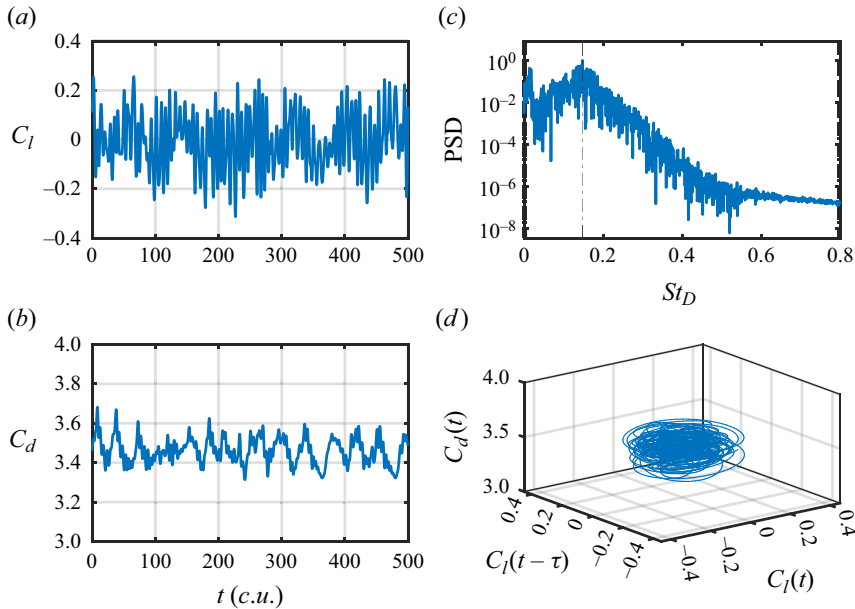 (a)
0.4
0.2
C_l 0
−0.2
−0.4
0 100 200 300 400 500
(b)
4.0
3.8
3.6
C_d
3.4
3.2
3.0
0 100 200 300 400 500
t (c.u.)
(c)
10^0
10^−2
PSD
10^−4
10^−6
10^−8
0 0.2 0.4 0.6 0.8
St_D
(d)
4.0
3.5
3.0
C_d(t)
0.4 0.2 0 −0.2 −0.4
C_l(t − τ)
−0.4 −0.2 0 0.2 0.4
C_l(t)